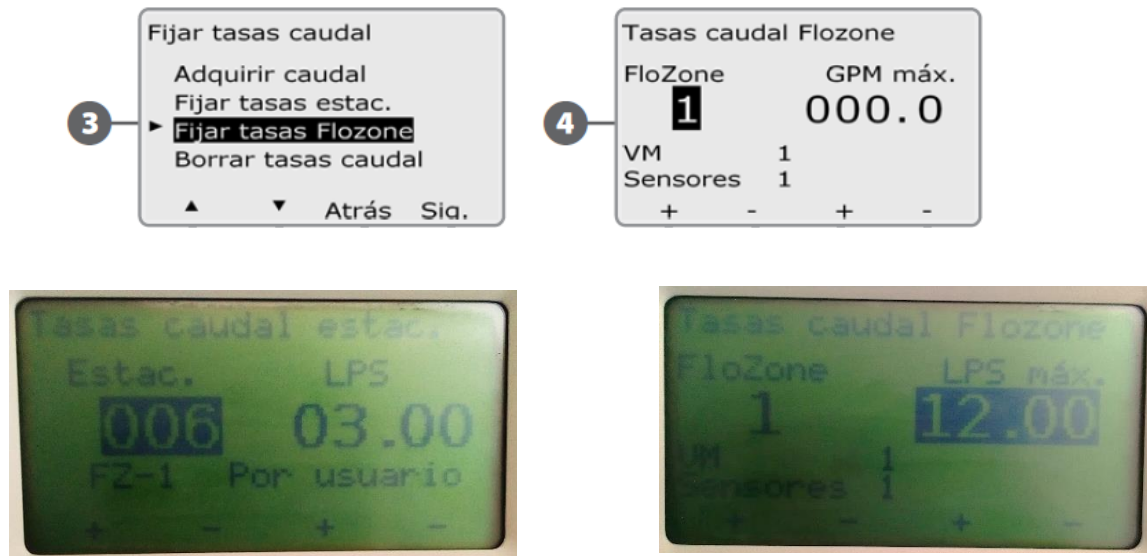 Fijar tasas caudal
Adquirir caudal
Fijar tasas estac.
3
► Fijar tasas Flozone
Borrar tasas caudal
▲ ▼ Atrás Sig.
Tasas caudal Flozone
FloZone GPM máx.
4
1 000.0
VM 1
Sensores 1
+ - + -
Tasas caudal estac.
Estac. LPS
006 03.00
FZ-1 Por usuario
+ - + -
Tasas caudal Flozone
FloZone LPS máx.
1 12.00
VM 1
Sensores 1
+ - + -